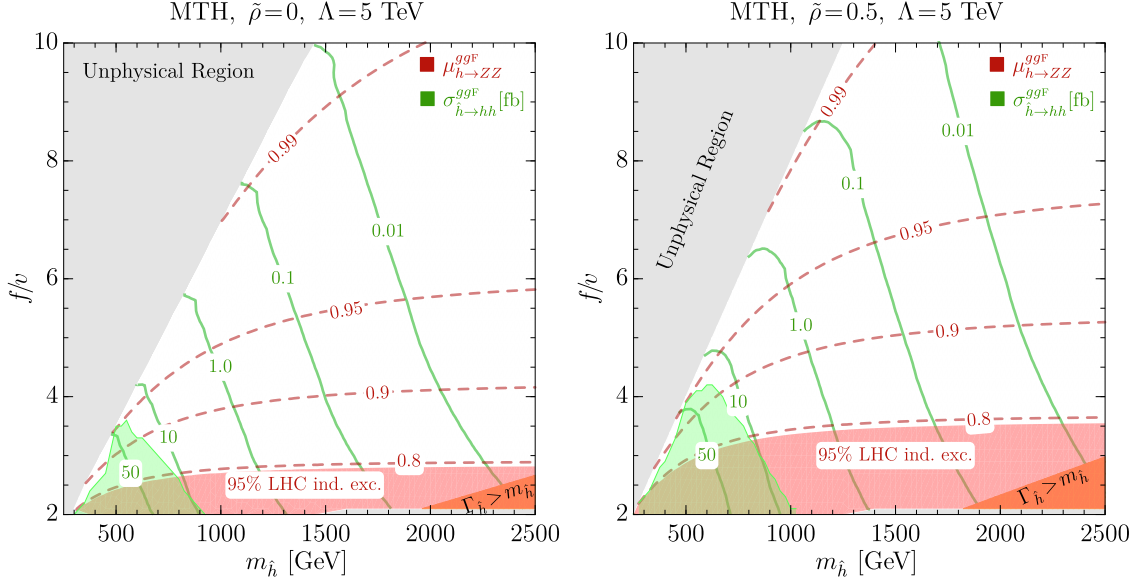 MTH, ρ̃=0, Λ=5 TeV
Unphysical Region
μ^{ggF}_{h→ZZ}
σ^{ggF}_{ĥ→hh}[fb]
0.99
0.01
0.1
0.95
1.0
0.9
10
50
0.8
95% LHC ind. exc.
Γ_ĥ > m_ĥ
10
8
6
4
2
f/v
500
1000
1500
2000
2500
m_ĥ [GeV]
MTH, ρ̃=0.5, Λ=5 TeV
Unphysical Region
μ^{ggF}_{h→ZZ}
σ^{ggF}_{ĥ→hh}[fb]
0.99
0.01
0.1
0.95
1.0
0.9
10
0.8
50
95% LHC ind. exc.
Γ_ĥ > m_ĥ
10
8
6
4
2
f/v
500
1000
1500
2000
2500
m_ĥ [GeV]